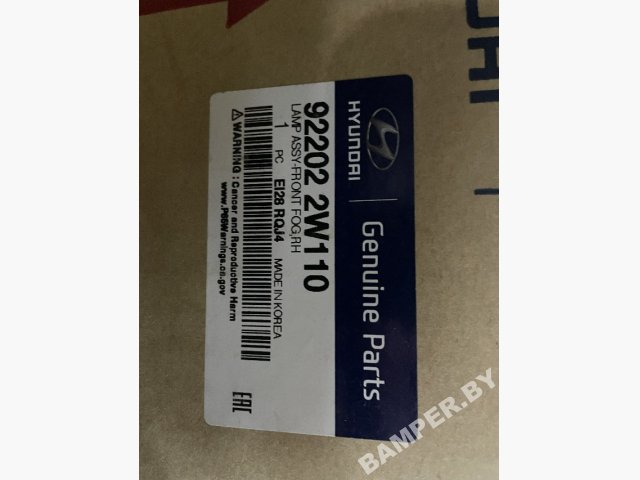 HYUNDAI
Genuine Parts
92202 2W110
LAMP ASSY-FRONT FOG,RH
1 PC EI28 RQJ4 MADE IN KOREA
⚠WARNING : Cancer and Reproductive Harm
www.P65Warnings.ca.gov
EAC
BAMPER.BY